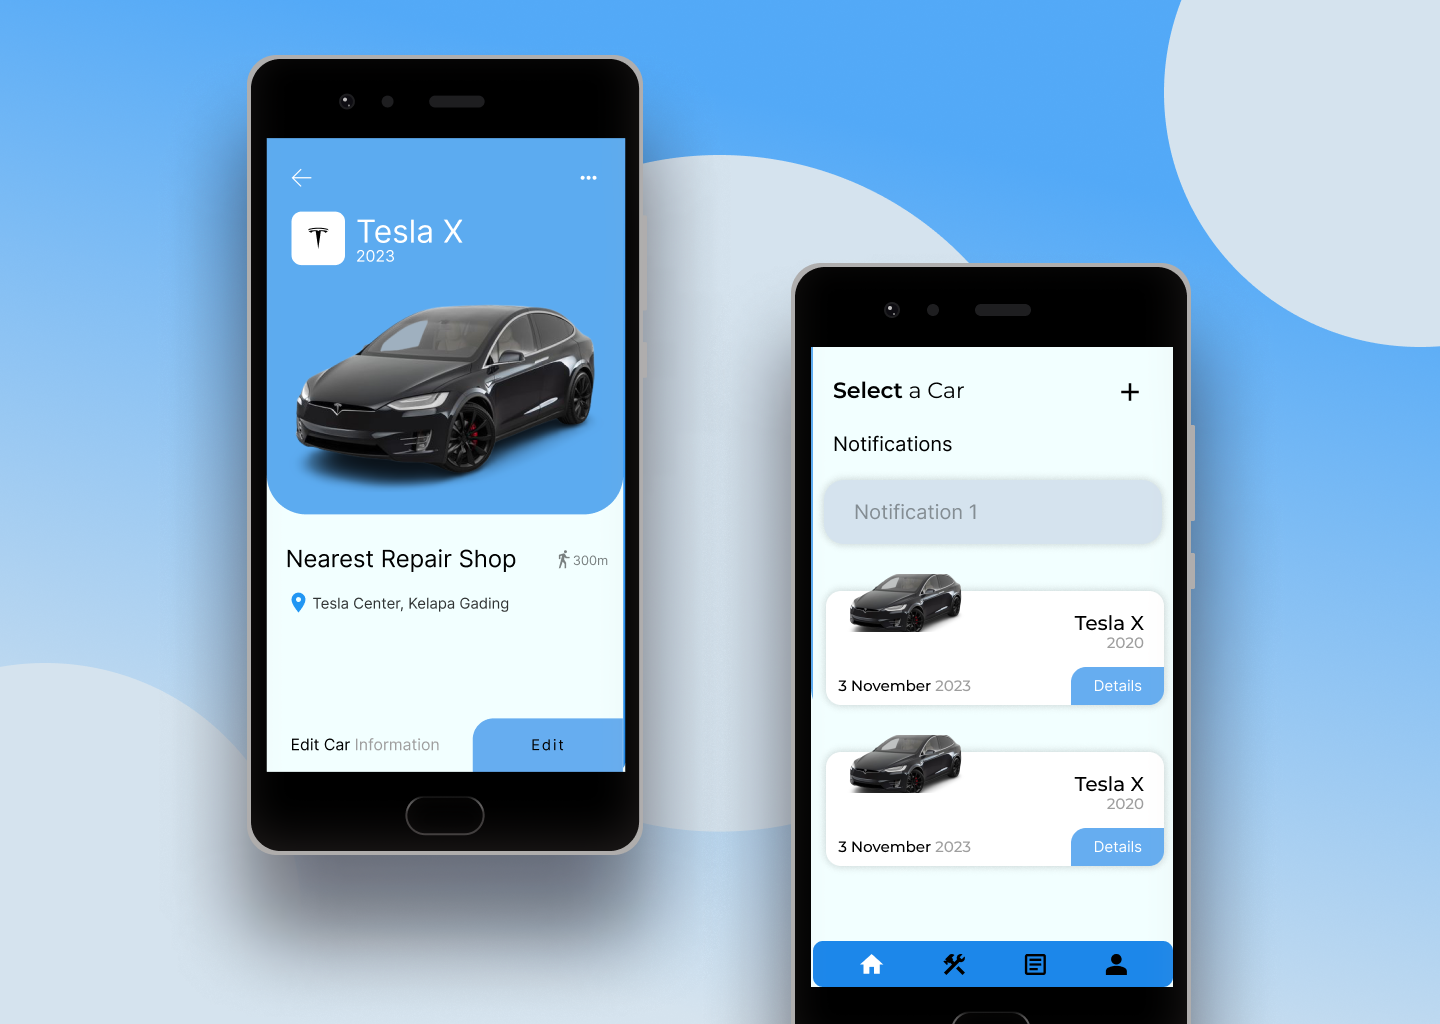 Tesla X
2023
Nearest Repair Shop
300m
Tesla Center, Kelapa Gading
Edit Car Information
Edit
Select a Car
Notifications
Notification 1
Tesla X
2020
3 November 2023
Details
Tesla X
2020
3 November 2023
Details